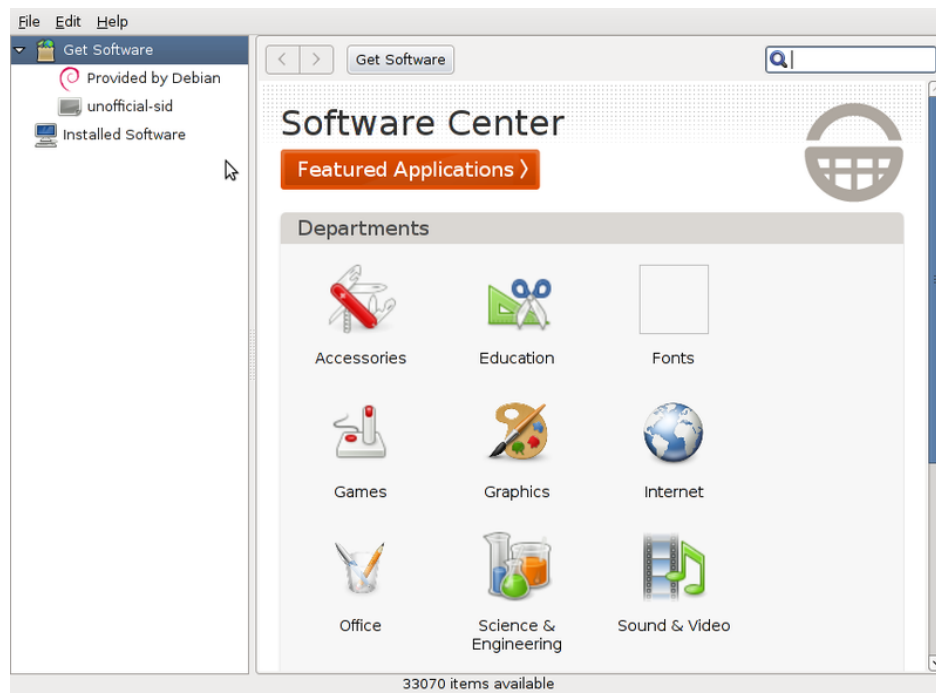 File Edit Help
Get Software
Provided by Debian
unofficial-sid
Installed Software
Get Software
Software Center
Featured Applications 〉
Departments
Accessories
Education
Fonts
Games
Graphics
Internet
Office
Science &
Engineering
Sound & Video
33070 items available